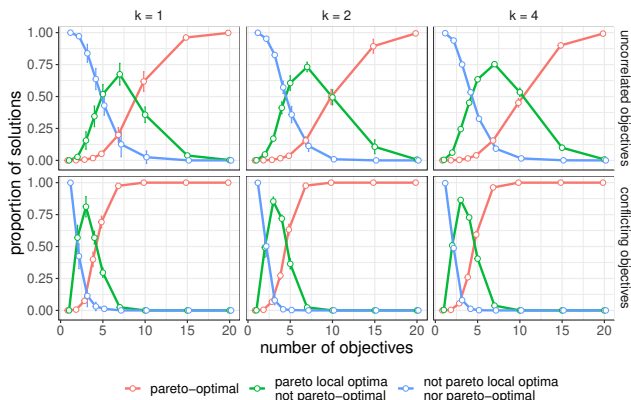 k = 1
k = 2
k = 4
1.00
0.75
0.50
0.25
0.00
uncorrelated objectives
1.00
0.75
0.50
0.25
0.00
conflicting objectives
proportion of solutions
0 5 10 15 20
0 5 10 15 20
0 5 10 15 20
number of objectives
pareto-optimal
pareto local optima
not pareto-optimal
not pareto local optima
nor pareto-optimal